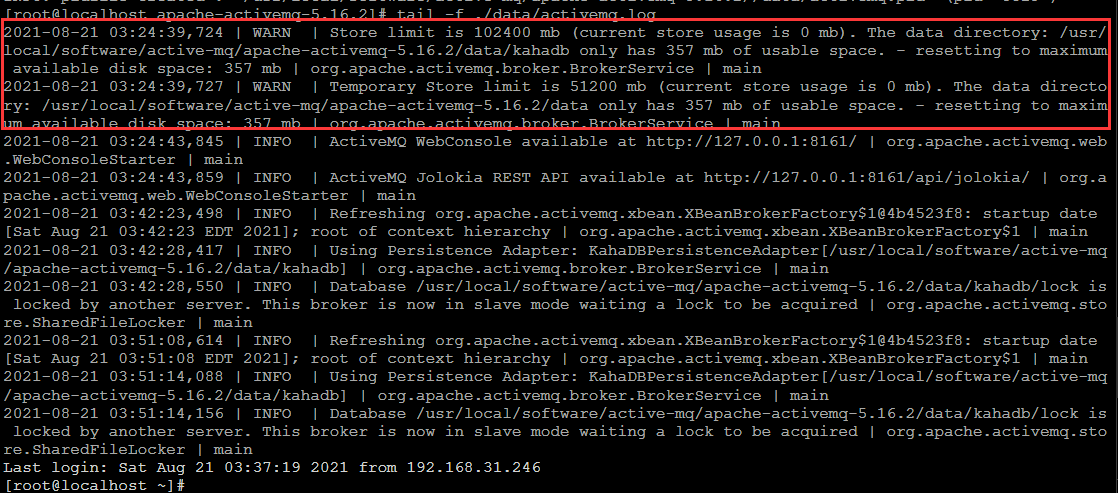 [root@localhost apache-activemq-5.16.2]# tail -f ./data/activemq.log
2021-08-21 03:24:39,724 | WARN  | Store limit is 102400 mb (current store usage is 0 mb). The data directory: /usr/
local/software/active-mq/apache-activemq-5.16.2/data/kahadb only has 357 mb of usable space. - resetting to maximum
 available disk space: 357 mb | org.apache.activemq.broker.BrokerService | main
2021-08-21 03:24:39,727 | WARN  | Temporary Store limit is 51200 mb (current store usage is 0 mb). The data directo
ry: /usr/local/software/active-mq/apache-activemq-5.16.2/data only has 357 mb of usable space. - resetting to maxim
um available disk space: 357 mb | org.apache.activemq.broker.BrokerService | main
2021-08-21 03:24:43,845 | INFO  | ActiveMQ WebConsole available at http://127.0.0.1:8161/ | org.apache.activemq.web
.WebConsoleStarter | main
2021-08-21 03:24:43,859 | INFO  | ActiveMQ Jolokia REST API available at http://127.0.0.1:8161/api/jolokia/ | org.a
pache.activemq.web.WebConsoleStarter | main
2021-08-21 03:42:23,498 | INFO  | Refreshing org.apache.activemq.xbean.XBeanBrokerFactory$1@4b4523f8: startup date
[Sat Aug 21 03:42:23 EDT 2021]; root of context hierarchy | org.apache.activemq.xbean.XBeanBrokerFactory$1 | main
2021-08-21 03:42:28,417 | INFO  | Using Persistence Adapter: KahaDBPersistenceAdapter[/usr/local/software/active-mq
/apache-activemq-5.16.2/data/kahadb] | org.apache.activemq.broker.BrokerService | main
2021-08-21 03:42:28,550 | INFO  | Database /usr/local/software/active-mq/apache-activemq-5.16.2/data/kahadb/lock is
 locked by another server. This broker is now in slave mode waiting a lock to be acquired | org.apache.activemq.sto
re.SharedFileLocker | main
2021-08-21 03:51:08,614 | INFO  | Refreshing org.apache.activemq.xbean.XBeanBrokerFactory$1@4b4523f8: startup date
[Sat Aug 21 03:51:08 EDT 2021]; root of context hierarchy | org.apache.activemq.xbean.XBeanBrokerFactory$1 | main
2021-08-21 03:51:14,088 | INFO  | Using Persistence Adapter: KahaDBPersistenceAdapter[/usr/local/software/active-mq
/apache-activemq-5.16.2/data/kahadb] | org.apache.activemq.broker.BrokerService | main
2021-08-21 03:51:14,156 | INFO  | Database /usr/local/software/active-mq/apache-activemq-5.16.2/data/kahadb/lock is
 locked by another server. This broker is now in slave mode waiting a lock to be acquired | org.apache.activemq.sto
re.SharedFileLocker | main
Last login: Sat Aug 21 03:37:19 2021 from 192.168.31.246
[root@localhost ~]#